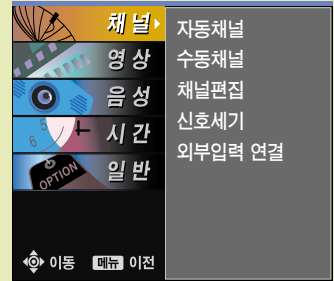 채널
영상
음성
시간
OPTION
일반
자동채널
수동채널
채널편집
신호세기
외부입력 연결
이동 메뉴 이전